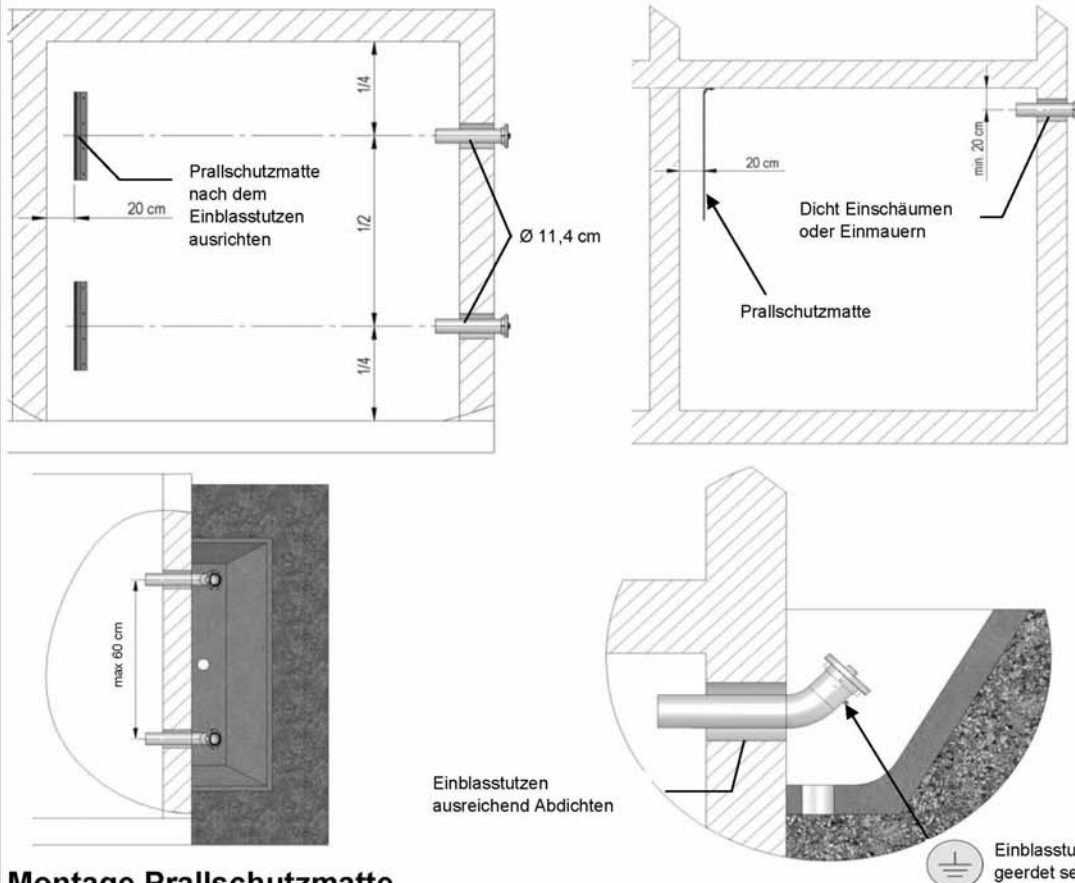 1/4
Prallschutzmatte
nach dem
Einblasstutzen
ausrichten
20 cm
1/2
Ø 11,4 cm
1/4
20 cm
min. 20 cm
Dicht Einschäumen
oder Einmauern
Prallschutzmatte
max 60 cm
Einblasstutzen
ausreichend Abdichten
geerdet
Montage Prallschutzmatte